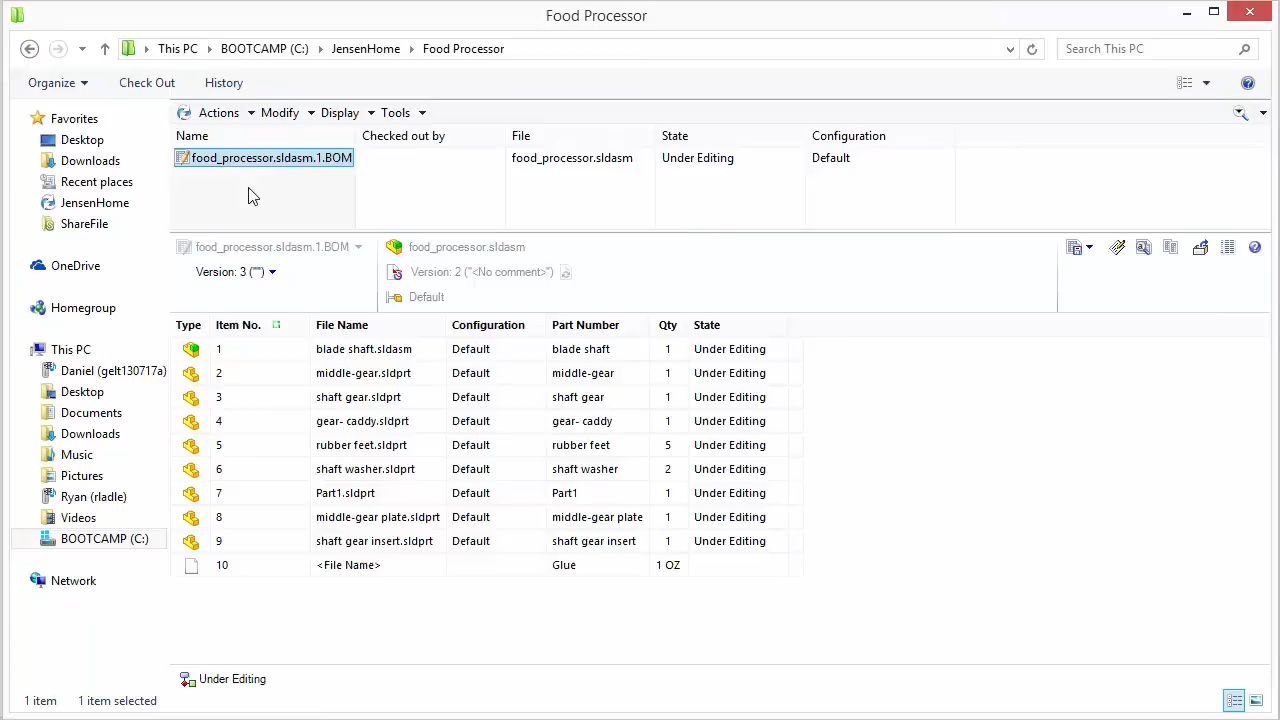 Food Processor
This PC BOOTCAMP (C:) JensenHome Food Processor Search This PC
Organize Check Out History
Favorites
Desktop
Downloads
Recent places
JensenHome
ShareFile
OneDrive
Homegroup
This PC
Daniel (gelt130717a)
Desktop
Documents
Downloads
Music
Pictures
Ryan (rladle)
Videos
BOOTCAMP (C:)
Network
Actions Modify Display Tools
Name Checked out by File State Configuration
food_processor.sldasm.1.BOM food_processor.sldasm Under Editing Default
food_processor.sldasm.1.BOM food_processor.sldasm
Version: 3 ("") Version: 2 ("<No comment>")
Default
Type Item No. File Name Configuration Part Number Qty State
1 blade shaft.sldasm Default blade shaft 1 Under Editing
2 middle-gear.sldprt Default middle-gear 1 Under Editing
3 shaft gear.sldprt Default shaft gear 1 Under Editing
4 gear- caddy.sldprt Default gear- caddy 1 Under Editing
5 rubber feet.sldprt Default rubber feet 5 Under Editing
6 shaft washer.sldprt Default shaft washer 2 Under Editing
7 Part1.sldprt Default Part1 1 Under Editing
8 middle-gear plate.sldprt Default middle-gear plate 1 Under Editing
9 shaft gear insert.sldprt Default shaft gear insert 1 Under Editing
10 <File Name> Glue 1 OZ
Under Editing
1 item 1 item selected